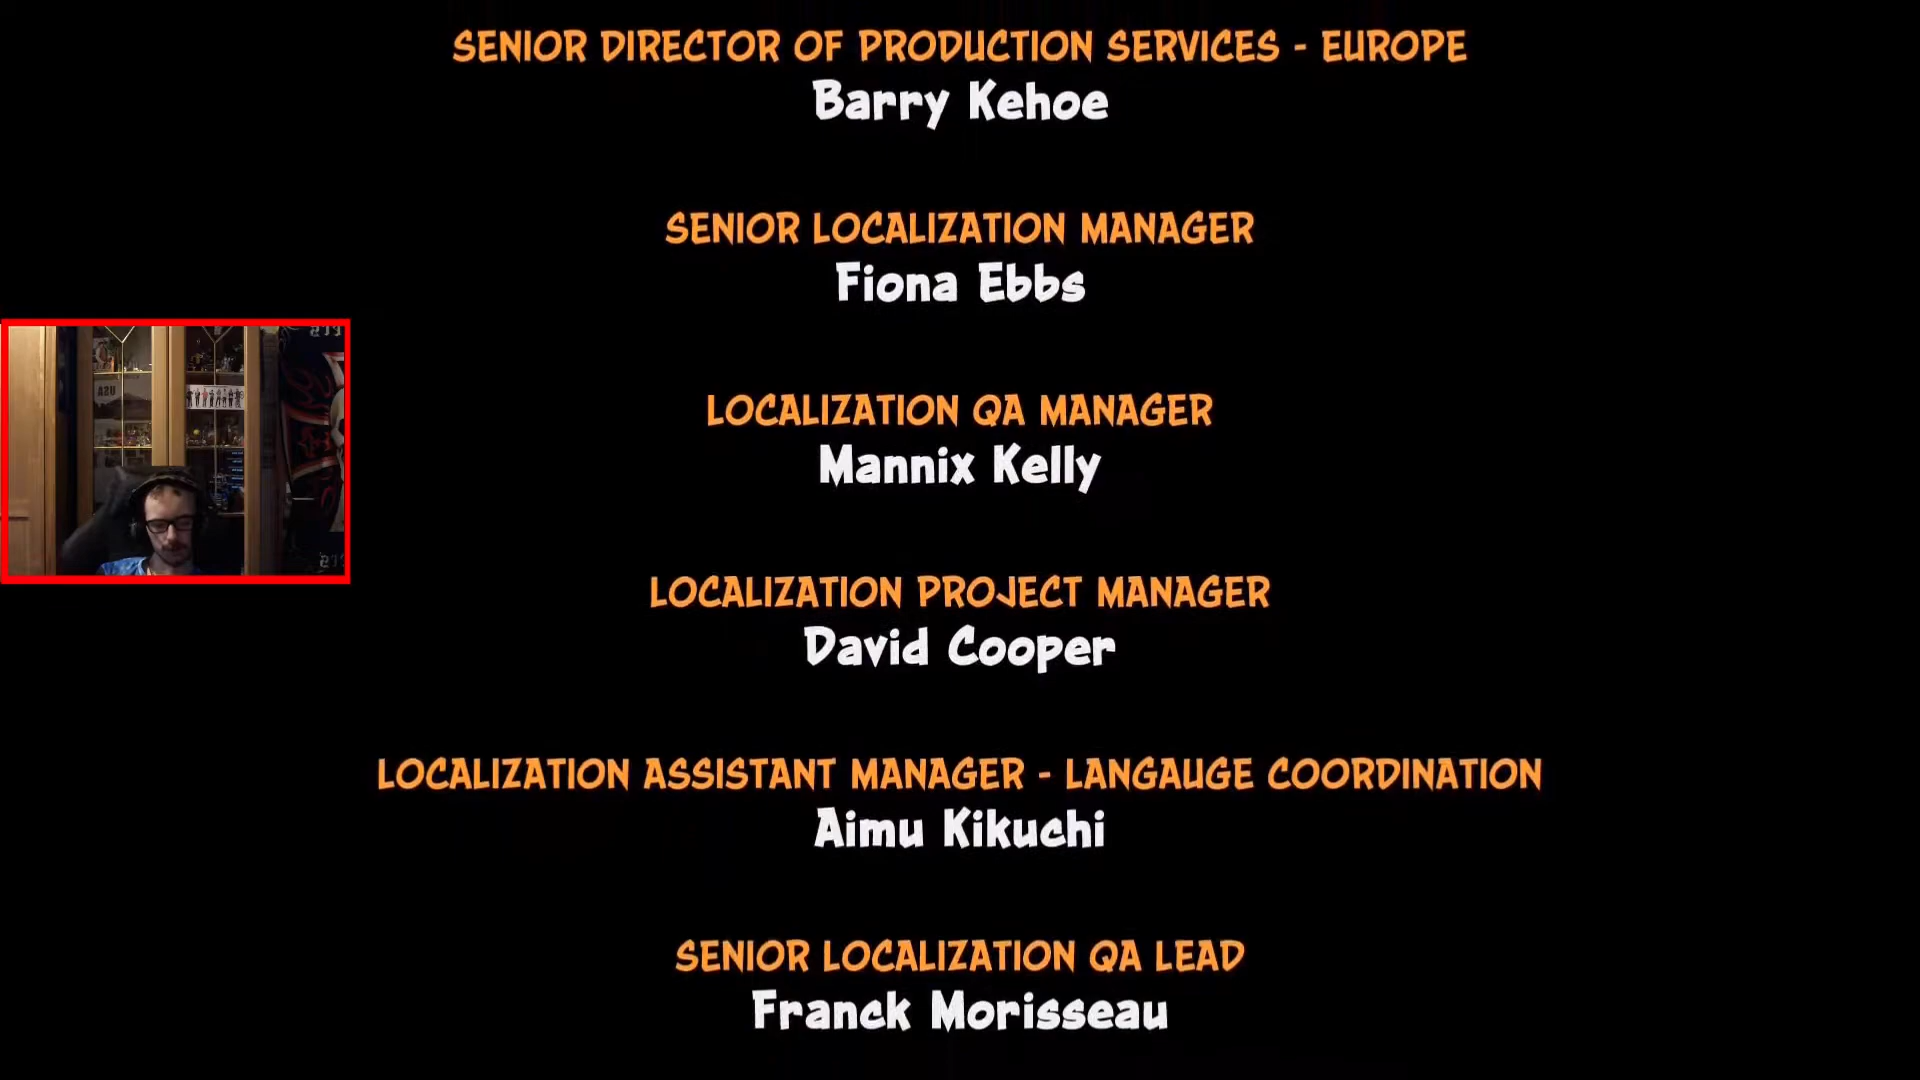 SENIOR DIRECTOR OF PRODUCTION SERVICES - EUROPE
Barry Kehoe
SENIOR LOCALIZATION MANAGER
Fiona Ebbs
LOCALIZATION QA MANAGER
Mannix Kelly
LOCALIZATION PROJECT MANAGER
David Cooper
LOCALIZATION ASSISTANT MANAGER - LANGAUGE COORDINATION
Aimu Kikuchi
SENIOR LOCALIZATION QA LEAD
Franck Morisseau
USA